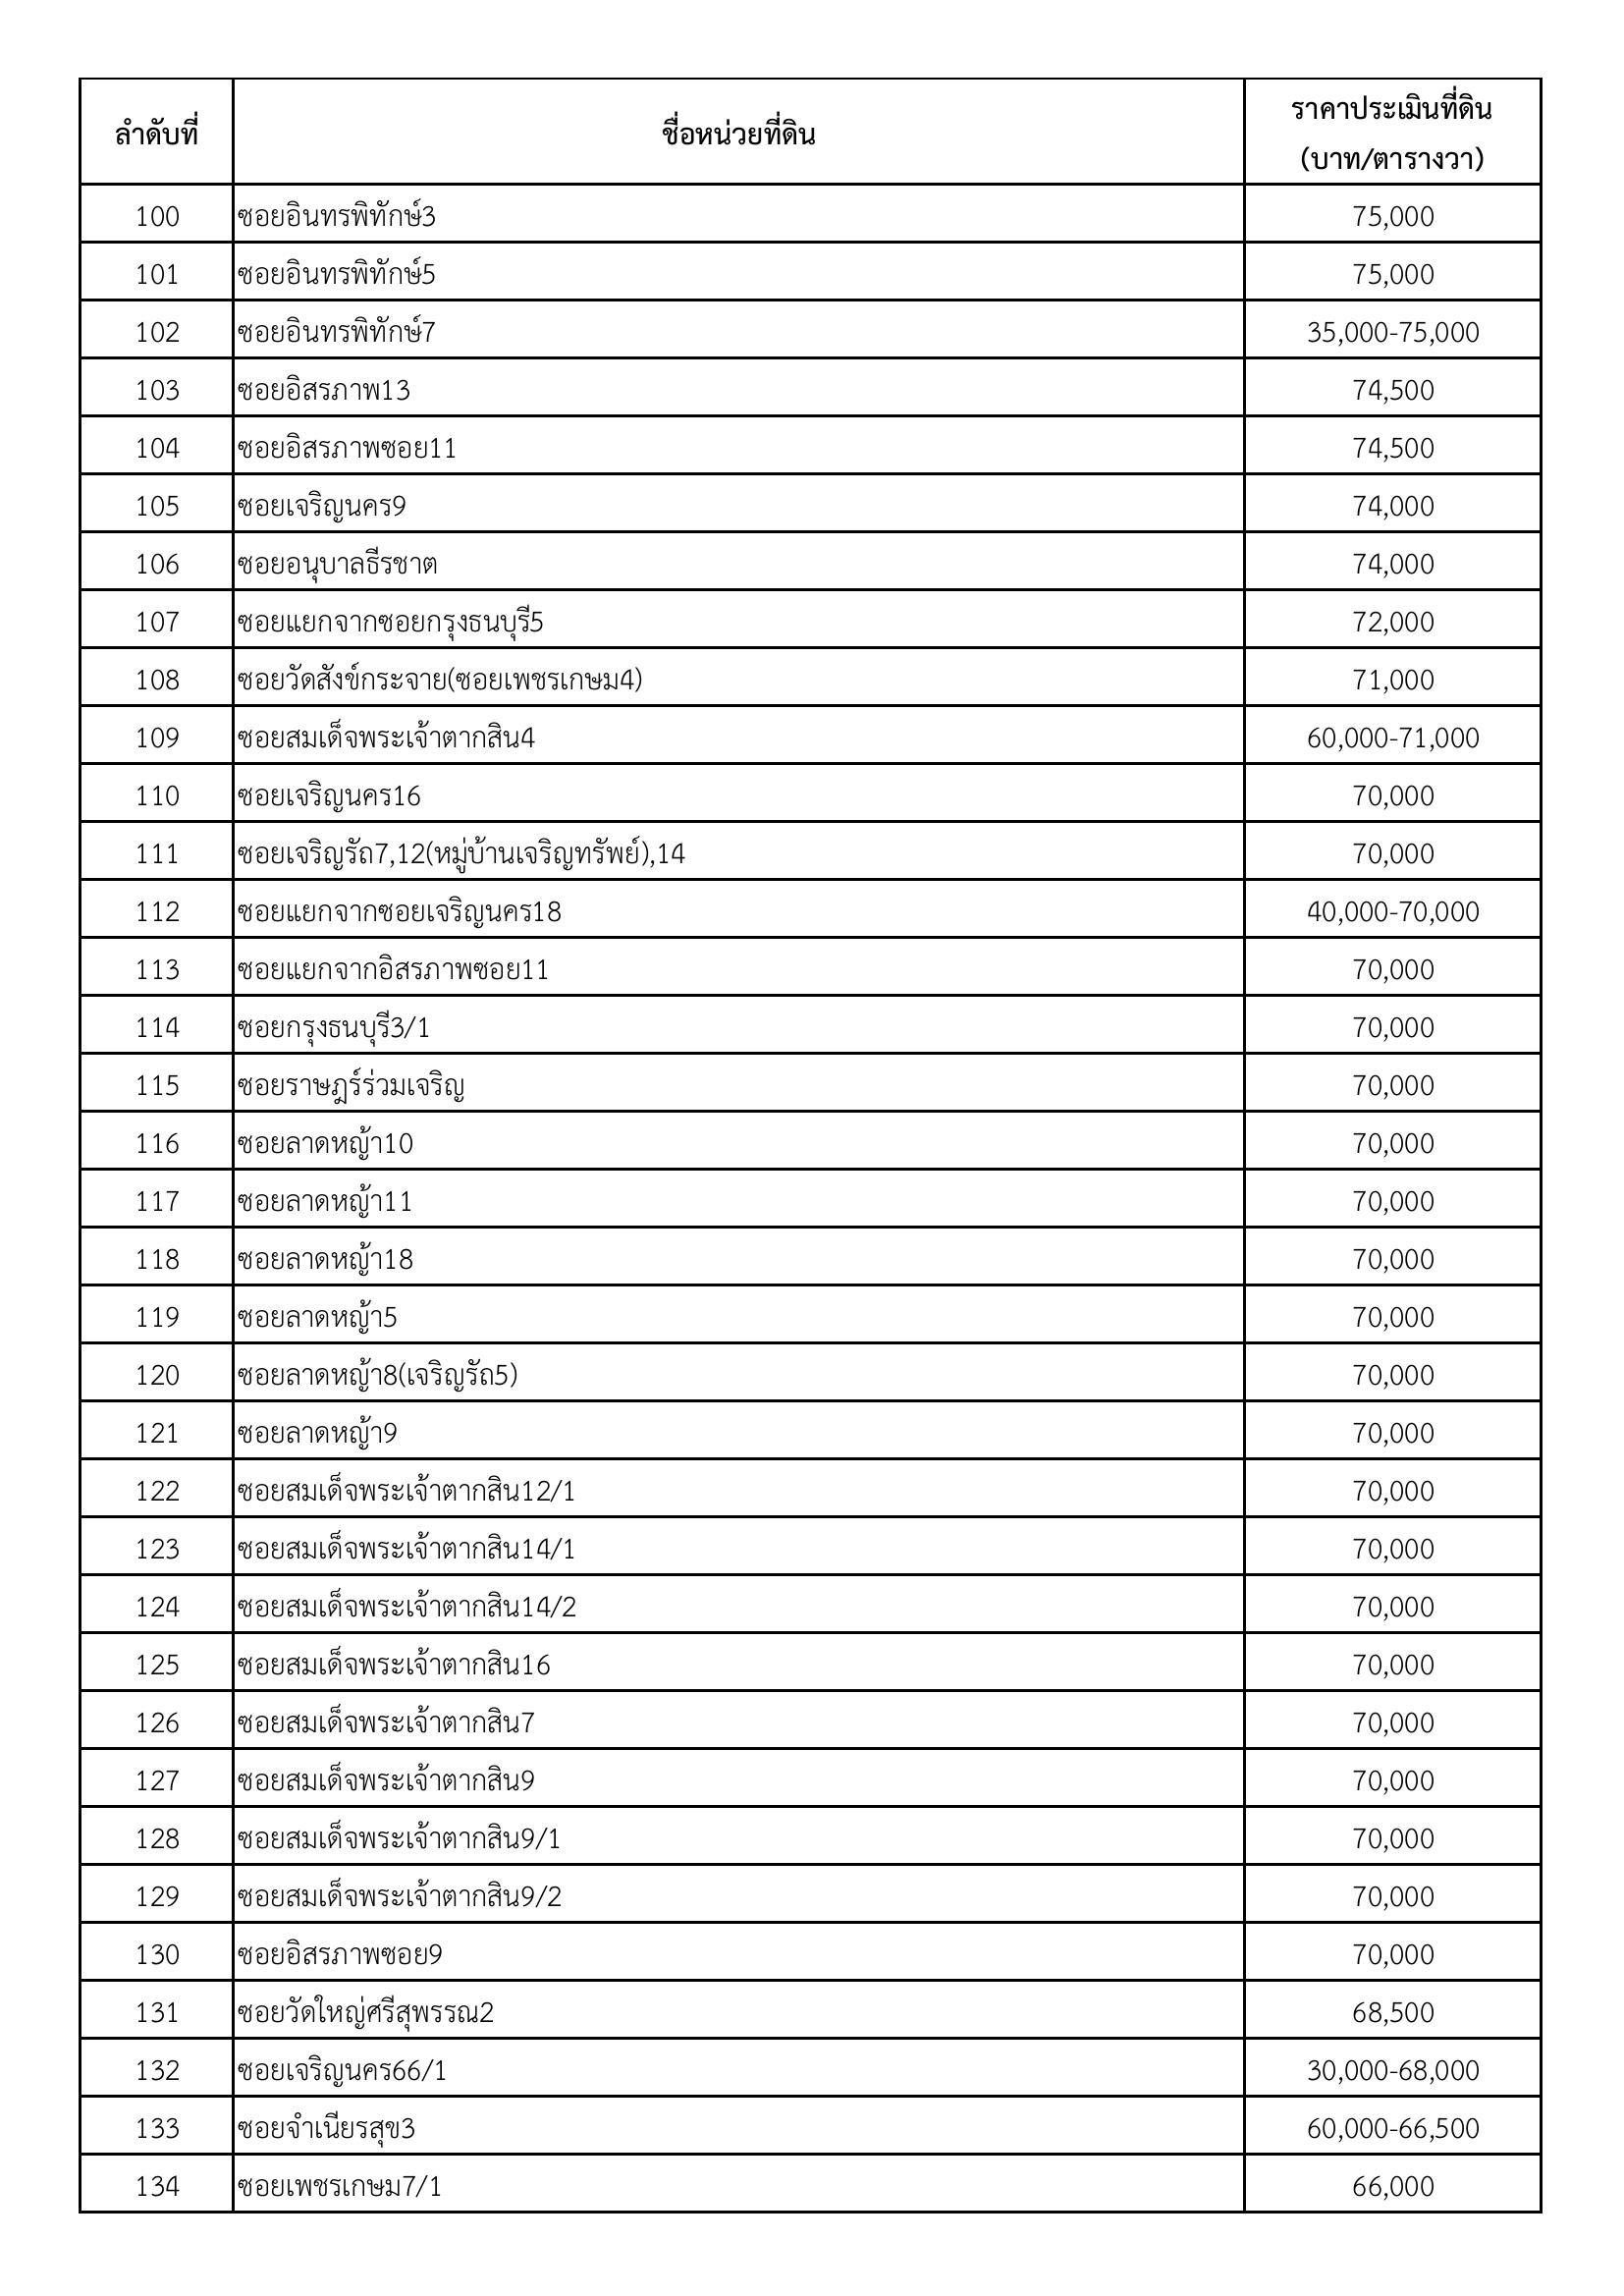 ลำดับที่ ชื่อหน่วยที่ดิน ราคาประเมินที่ดิน
(บาท/ตารางวา)
100 ซอยอินทรพิทักษ์3 75,000
101 ซอยอินทรพิทักษ์5 75,000
102 ซอยอินทรพิทักษ์7 35,000-75,000
103 ซอยอิสรภาพ13 74,500
104 ซอยอิสรภาพซอย11 74,500
105 ซอยเจริญนคร9 74,000
106 ซอยอนุบาลธีรชาต 74,000
107 ซอยแยกจากซอยกรุงธนบุรี5 72,000
108 ซอยวัดสังข์กระจาย(ซอยเพชรเกษม4) 71,000
109 ซอยสมเด็จพระเจ้าตากสิน4 60,000-71,000
110 ซอยเจริญนคร16 70,000
111 ซอยเจริญรัถ7,12(หมู่บ้านเจริญทรัพย์),14 70,000
112 ซอยแยกจากซอยเจริญนคร18 40,000-70,000
113 ซอยแยกจากอิสรภาพซอย11 70,000
114 ซอยกรุงธนบุรี3/1 70,000
115 ซอยราษฎร์ร่วมเจริญ 70,000
116 ซอยลาดหญ้า10 70,000
117 ซอยลาดหญ้า11 70,000
118 ซอยลาดหญ้า18 70,000
119 ซอยลาดหญ้า5 70,000
120 ซอยลาดหญ้า8(เจริญรัถ5) 70,000
121 ซอยลาดหญ้า9 70,000
122 ซอยสมเด็จพระเจ้าตากสิน12/1 70,000
123 ซอยสมเด็จพระเจ้าตากสิน14/1 70,000
124 ซอยสมเด็จพระเจ้าตากสิน14/2 70,000
125 ซอยสมเด็จพระเจ้าตากสิน16 70,000
126 ซอยสมเด็จพระเจ้าตากสิน7 70,000
127 ซอยสมเด็จพระเจ้าตากสิน9 70,000
128 ซอยสมเด็จพระเจ้าตากสิน9/1 70,000
129 ซอยสมเด็จพระเจ้าตากสิน9/2 70,000
130 ซอยอิสรภาพซอย9 70,000
131 ซอยวัดใหญ่ศรีสุพรรณ2 68,500
132 ซอยเจริญนคร66/1 30,000-68,000
133 ซอยจำเนียรสุข3 60,000-66,500
134 ซอยเพชรเกษม7/1 66,000